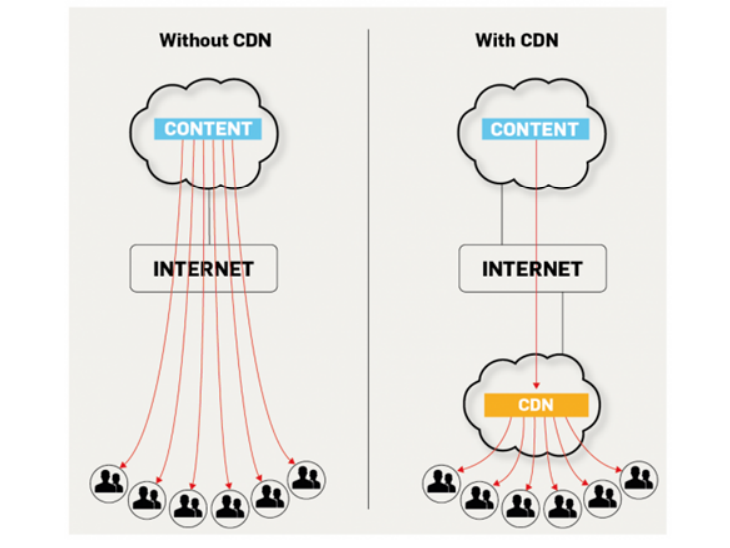 Without CDN
CONTENT
INTERNET
With CDN
CONTENT
INTERNET
CDN